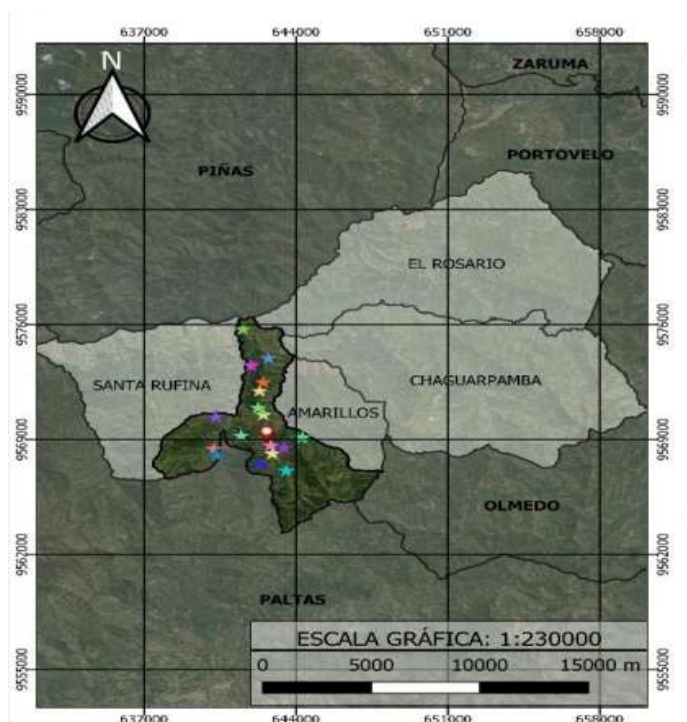 637000 644000 651000 658000
N
ZARUMA
9590000 9590000
PORTOVELO
PIÑAS
9583000 9583000
EL ROSARIO
9576000 9576000
SANTA RUFINA
CHAGUARPAMBA
AMARILLOS
9569000 9569000
OLMEDO
9562000 9562000
PALTAS
ESCALA GRÁFICA: 1:230000
0 5000 10000 15000 m
9555000 9555000
637000 644000 651000 658000